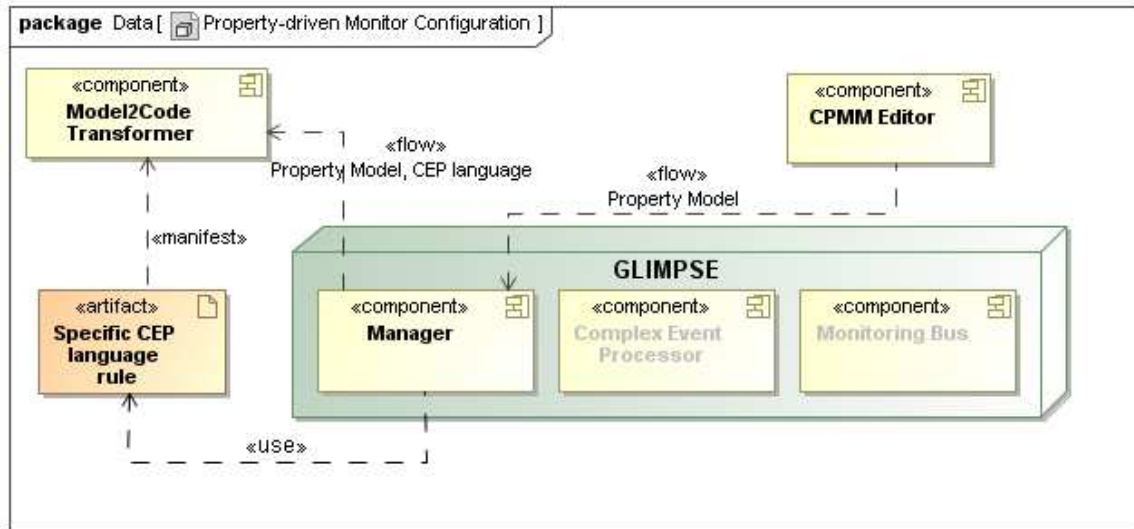 package Data[ Property-driven Monitor Configuration ]
«component»
Model2Code
Transformer
«component»
CPMM Editor
«flow»
Property Model, CEP language
«flow»
Property Model
«manifest»
GLIMPSE
«artifact»
Specific CEP
language
rule
«component»
Manager
«component»
Complex Event
Processor
«component»
Monitoring Bus
«use»